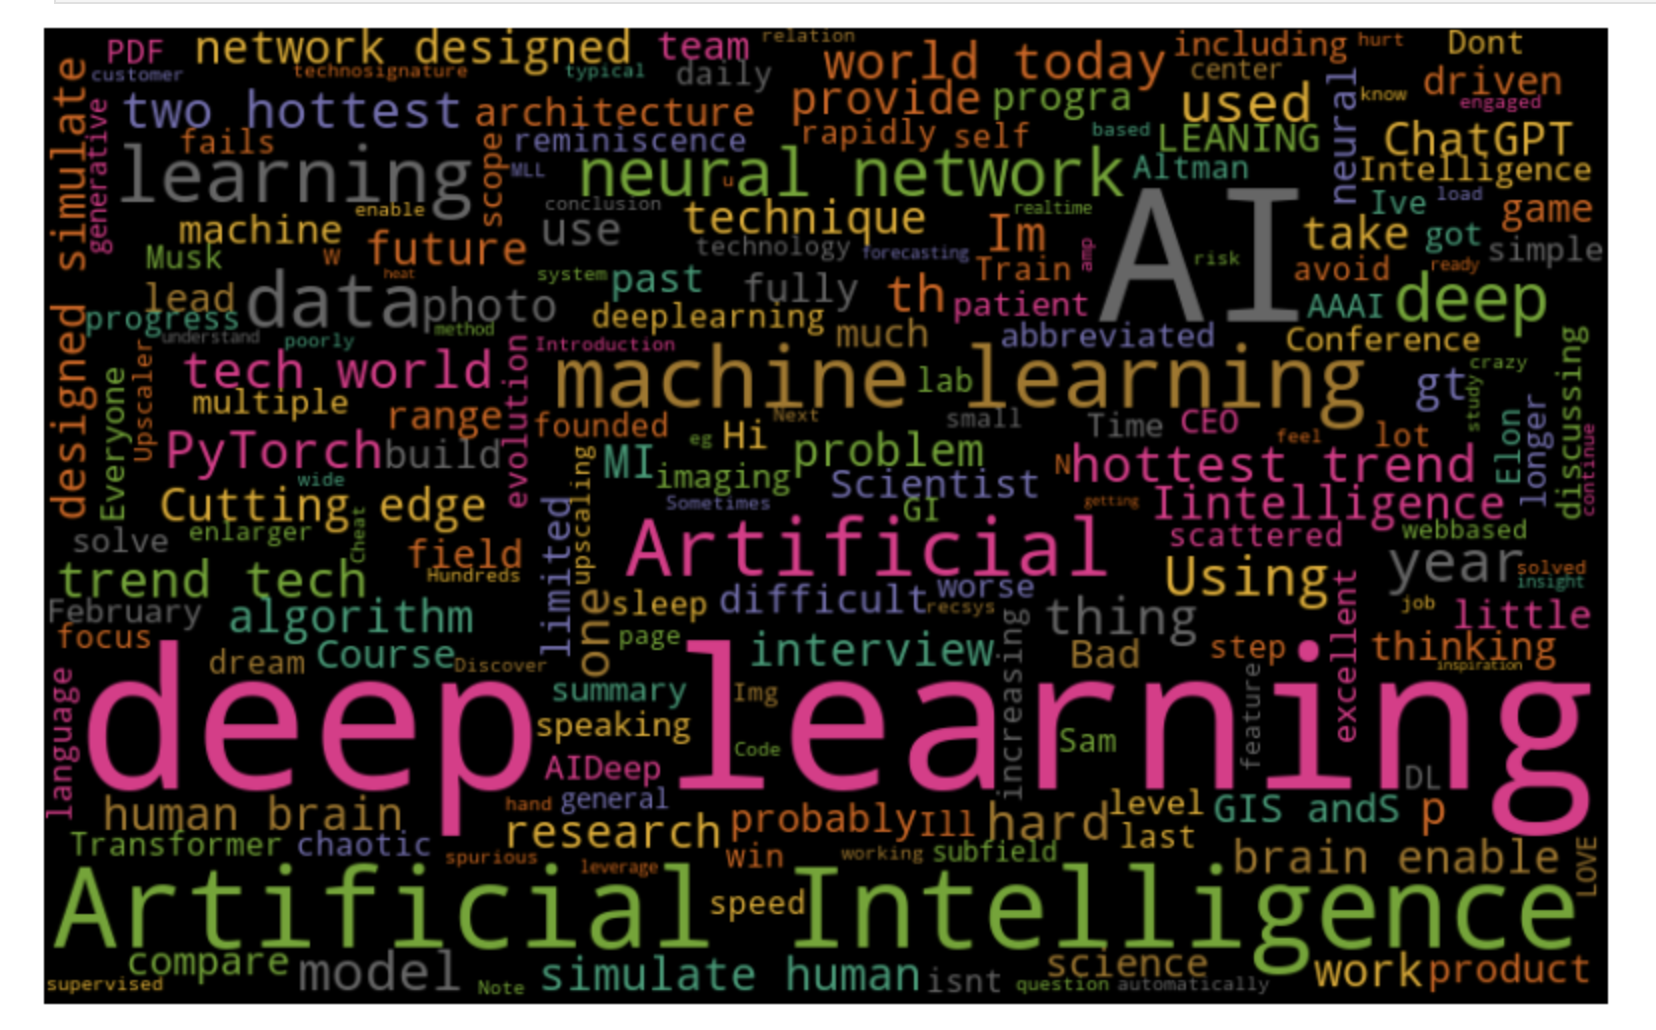 PDF
network designed
team
relation
world today
including
hurt
Dont
customer
technosignature
typical
daily
center
driven
simulate
generative
two hottest
architecture
provide
progra
used
neural
know
engaged
fails
scope
reminiscence
rapidly
self
based
LEANING
ChatGPT
learning
MLL
neural network
u
Altman
Intelligence
enable
conclusion
technique
realtime
AI
Ive
load
game
machine
use
Im
take
got
simple
Musk
W
future
technology
forecasting
amp
risk
heat
system
past
fully
Train
avoid
ready
lead
data
photo
th
patient
AAAI
deep
progress
method
deeplearning
much
abbreviated
Conference
understand
poorly
Introduction
designed
Everyone
Upscaler
tech world
evolution
machine learning
lab
gt
crazy
study
discussing
multiple
range
founded
Next
small
Time
CEO
feel
lot
Elon
longer
continue
PyTorch
build
eg
Hi
problem
N
hottest trend
wide
MI
imaging
Scientist
Cutting edge
Sometimes
GI
getting
Iintelligence
solve
enlarger
Cheat
limited
upscaling
Artificial
scattered
webbased
field
year
solved
trend tech
Hundreds
worse
Using
insight
February
algorithm
one
sleep
difficult
recsys
increasing
thing
excellent
job
little
focus
page
interview
Bad
step
thinking
dream
Course
Discover
inspiration
language
deep learning
summary
Img
feature
speaking
Code
Sam
AIDeep
DL
human brain
hand
general
research
probably
Ill
hard
level
GIS andS
p
last
Transformer
chaotic
spurious
leverage
win
working
subfield
brain enable
LOVE
Artificial Intelligence
speed
compare
model
simulate human
isnt
science
work
product
supervised
Note
question
automatically